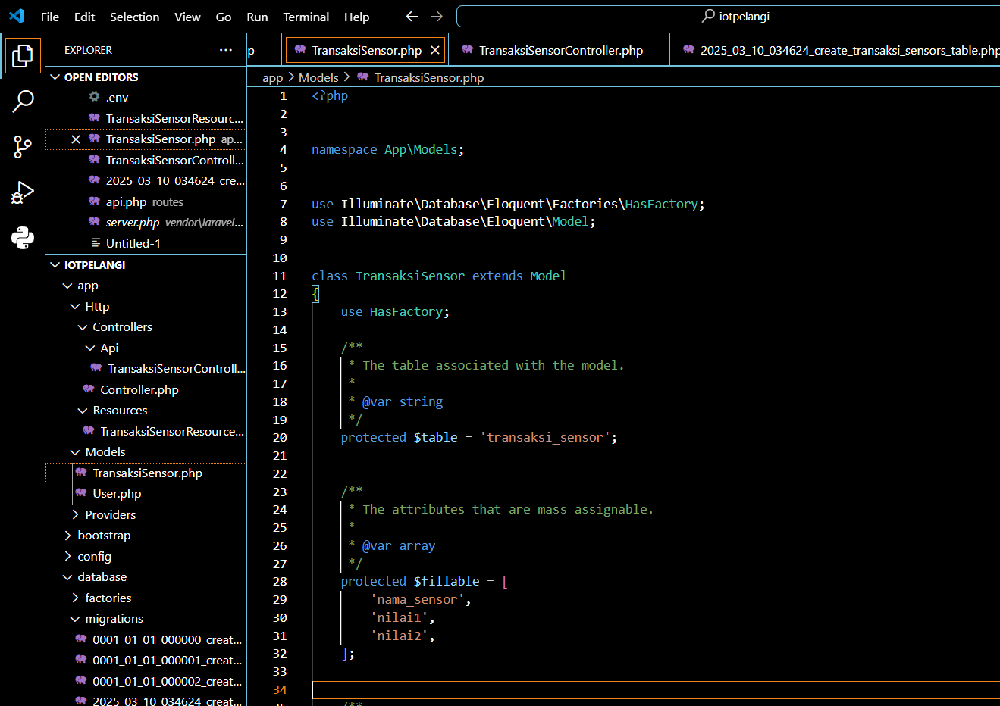 File Edit Selection View Go Run Terminal Help iotpelangi
EXPLORER ···
OPEN EDITORS
.env
TransaksiSensorResourc...
TransaksiSensor.php ap...
TransaksiSensorControll...
2025_03_10_034624_cre...
api.php routes
server.php vendor\laravel...
Untitled-1
IOTPELANGI
app
Http
Controllers
Api
TransaksiSensorControll...
Controller.php
Resources
TransaksiSensorResource...
Models
TransaksiSensor.php
User.php
Providers
bootstrap
config
database
factories
migrations
0001_01_01_000000_creat...
0001_01_01_000001_creat...
0001_01_01_000002_creat...
2025_03_10_034624_creat...
p TransaksiSensor.php TransaksiSensorController.php 2025_03_10_034624_create_transaksi_sensors_table.php
app > Models > TransaksiSensor.php
1 <?php
2
3
4 namespace App\Models;
5
6
7 use Illuminate\Database\Eloquent\Factories\HasFactory;
8 use Illuminate\Database\Eloquent\Model;
9
10
11 class TransaksiSensor extends Model
12 {
13 use HasFactory;
14
15 /**
16 * The table associated with the model.
17 *
18 * @var string
19 */
20 protected $table = 'transaksi_sensor';
21
22
23 /**
24 * The attributes that are mass assignable.
25 *
26 * @var array
27 */
28 protected $fillable = [
29 'nama_sensor',
30 'nilai1',
31 'nilai2',
32 ];
33
34
35 /**